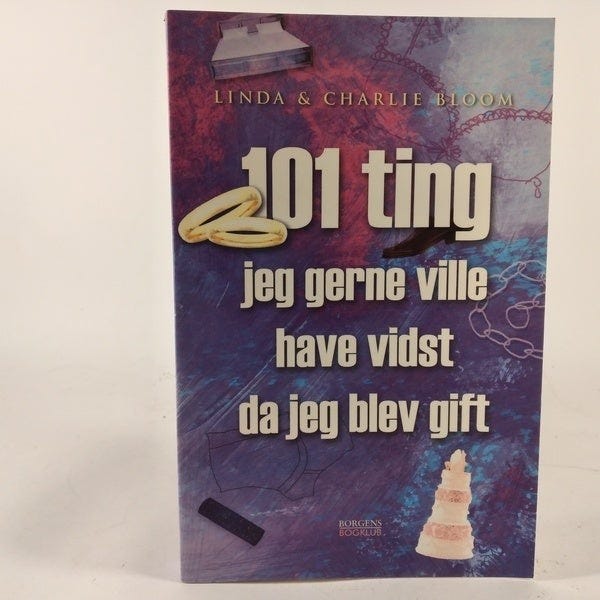 LINDA & CHARLIE BLOOM
101 ting
jeg gerne ville
have vidst
da jeg blev gift
BORGENS
BOGKLUB